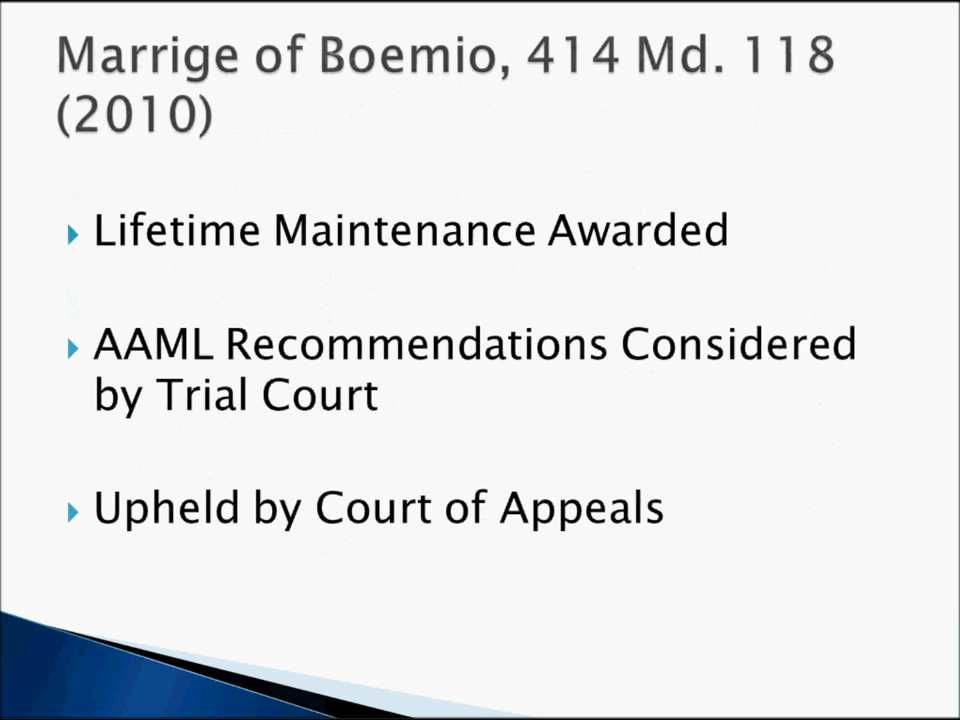 Marrige of Boemio, 414 Md. 118
(2010)
Lifetime Maintenance Awarded
AAML Recommendations Considered
by Trial Court
Upheld by Court of Appeals